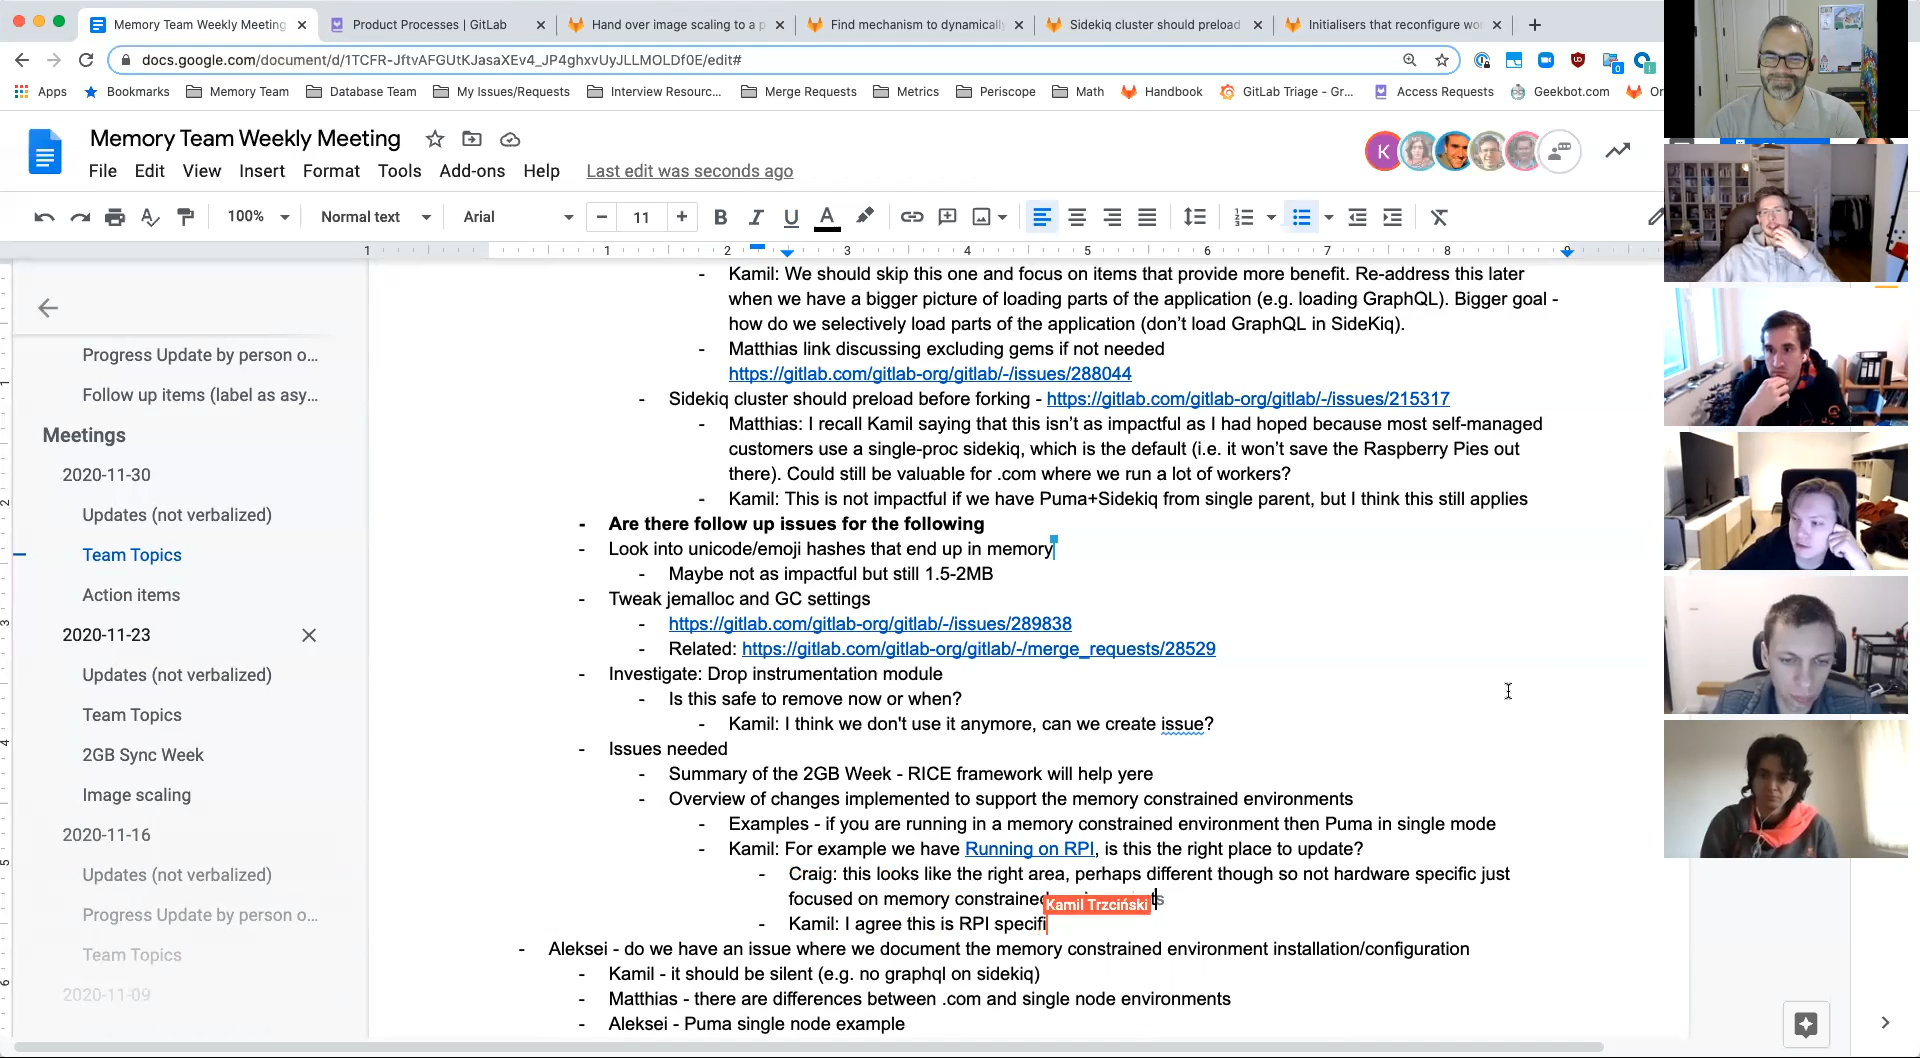 Memory Team Weekly Meeting
Product Processes | GitLab
Hand over image scaling to a p
Find mechanism to dynamically
Sidekiq cluster should preload
Initialisers that reconfigure wo
docs.google.com/document/d/1TCFR-JftvAFGUtKJasaXEv4_JP4ghxvUyJLLMOLDf0E/edit#
Apps
Bookmarks
Memory Team
Database Team
My Issues/Requests
Interview Resourc...
Merge Requests
Metrics
Periscope
Math
Handbook
GitLab Triage - Gr...
Access Requests
Geekbot.com
Memory Team Weekly Meeting
K
File Edit View Insert Format Tools Add-ons Help Last edit was seconds ago
100% Normal text Arial 11
1 1 2 3 4 5 6 7 8 9
Progress Update by person o...
Follow up items (label as asy...
Meetings
2020-11-30
Updates (not verbalized)
Team Topics
Action items
2020-11-23
Updates (not verbalized)
Team Topics
2GB Sync Week
Image scaling
2020-11-16
Updates (not verbalized)
Progress Update by person o...
Team Topics
2020-11-09
- Kamil: We should skip this one and focus on items that provide more benefit. Re-address this later
when we have a bigger picture of loading parts of the application (e.g. loading GraphQL). Bigger goal -
how do we selectively load parts of the application (don't load GraphQL in SideKiq).
- Matthias link discussing excluding gems if not needed
https://gitlab.com/gitlab-org/gitlab/-/issues/288044
- Sidekiq cluster should preload before forking - https://gitlab.com/gitlab-org/gitlab/-/issues/215317
- Matthias: I recall Kamil saying that this isn't as impactful as I had hoped because most self-managed
customers use a single-proc sidekiq, which is the default (i.e. it won't save the Raspberry Pies out
there). Could still be valuable for .com where we run a lot of workers?
- Kamil: This is not impactful if we have Puma+Sidekiq from single parent, but I think this still applies
- Are there follow up issues for the following
- Look into unicode/emoji hashes that end up in memory
- Maybe not as impactful but still 1.5-2MB
- Tweak jemalloc and GC settings
- https://gitlab.com/gitlab-org/gitlab/-/issues/289838
- Related: https://gitlab.com/gitlab-org/gitlab/-/merge_requests/28529
- Investigate: Drop instrumentation module
- Is this safe to remove now or when?
- Kamil: I think we don't use it anymore, can we create issue?
- Issues needed
- Summary of the 2GB Week - RICE framework will help yere
- Overview of changes implemented to support the memory constrained environments
- Examples - if you are running in a memory constrained environment then Puma in single mode
- Kamil: For example we have Running on RPI, is this the right place to update?
- Craig: this looks like the right area, perhaps different though so not hardware specific just
focused on memory constrained
Kamil Trzciński
- Kamil: I agree this is RPI specifi
- Aleksei - do we have an issue where we document the memory constrained environment installation/configuration
- Kamil - it should be silent (e.g. no graphql on sidekiq)
- Matthias - there are differences between .com and single node environments
- Aleksei - Puma single node example